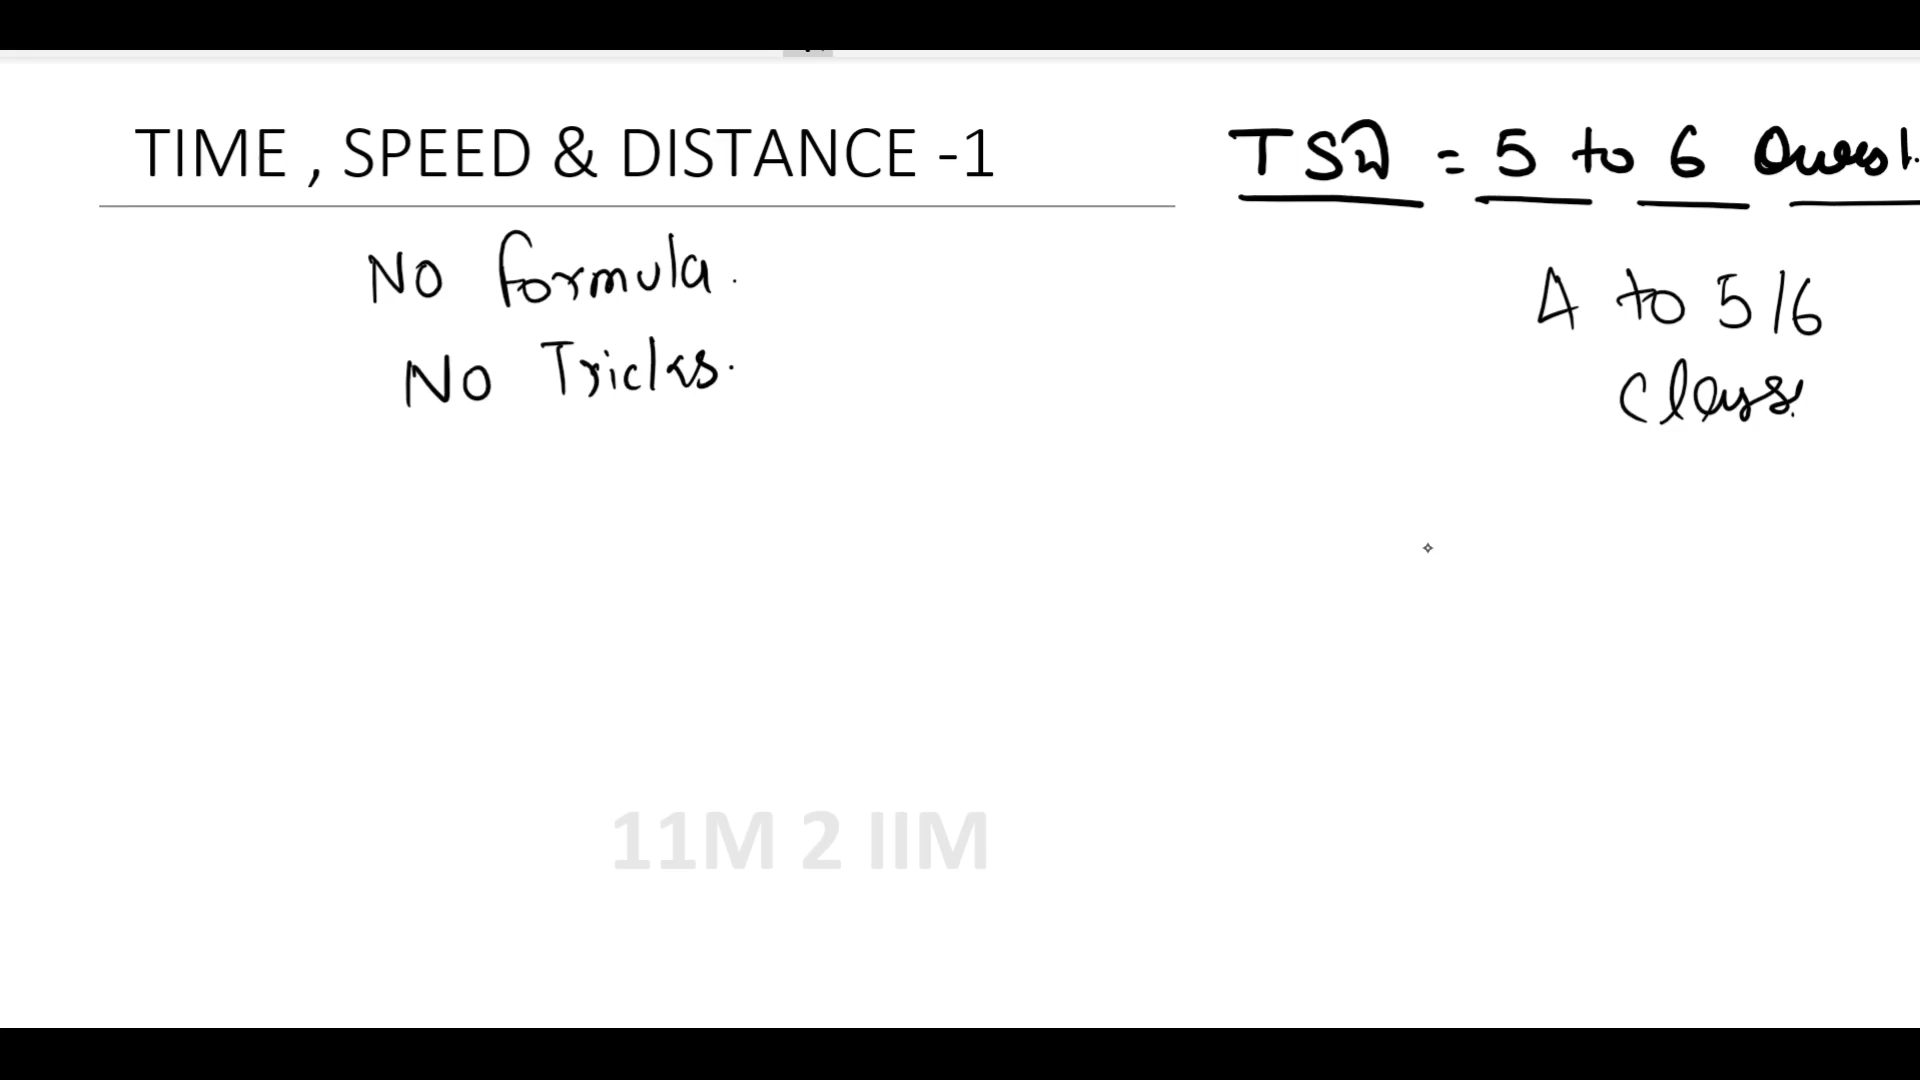 TIME , SPEED & DISTANCE -1
TSD = 5 to 6 Quest.
No formula.
No Tricks.
4 to 5/6
Class.
11M 2 IIM